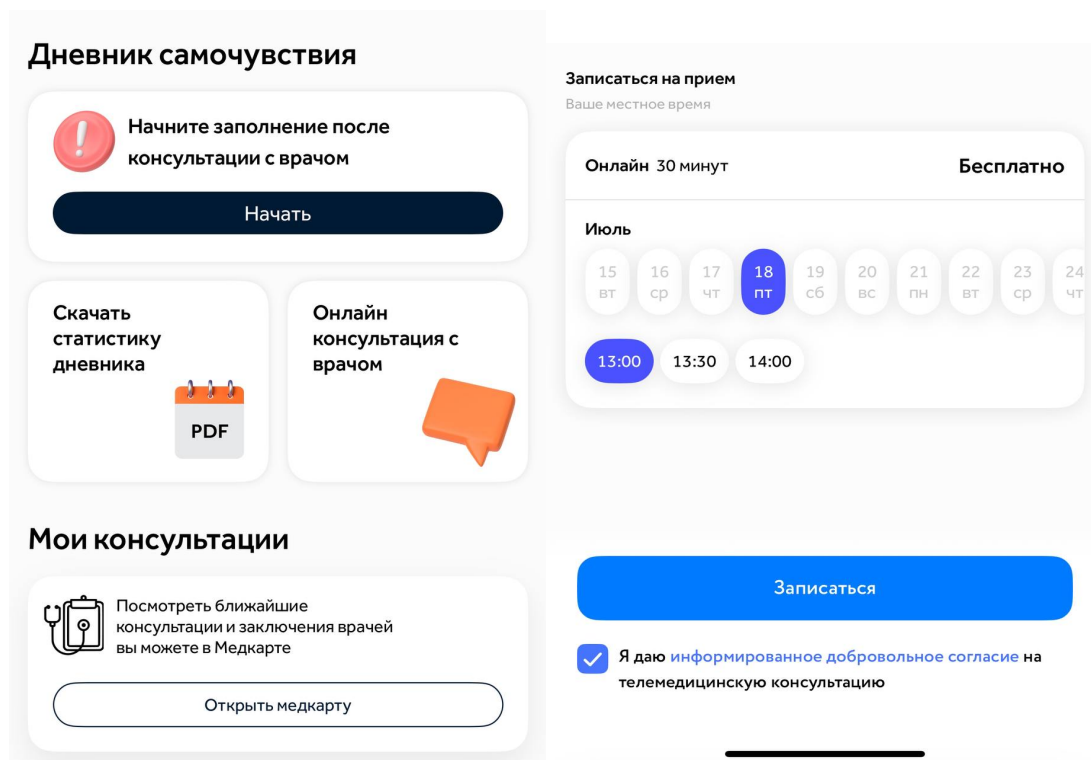 Дневник самочувствия
Начните заполнение после
консультации с врачом
Начать
Скачать
статистику
дневника
PDF
Онлайн
консультация с
врачом
Мои консультации
Посмотреть ближайшие
консультации и заключения врачей
вы можете в Медкарте
Открыть медкарту
Записаться на прием
Ваше местное время
Онлайн 30 минут Бесплатно
Июль
15 16 17 18 19 20 21 22 23 24
вт ср чт пт сб вс пн вт ср чт
13:00 13:30 14:00
Записаться
Я даю информированное добровольное согласие на
телемедицинскую консультацию